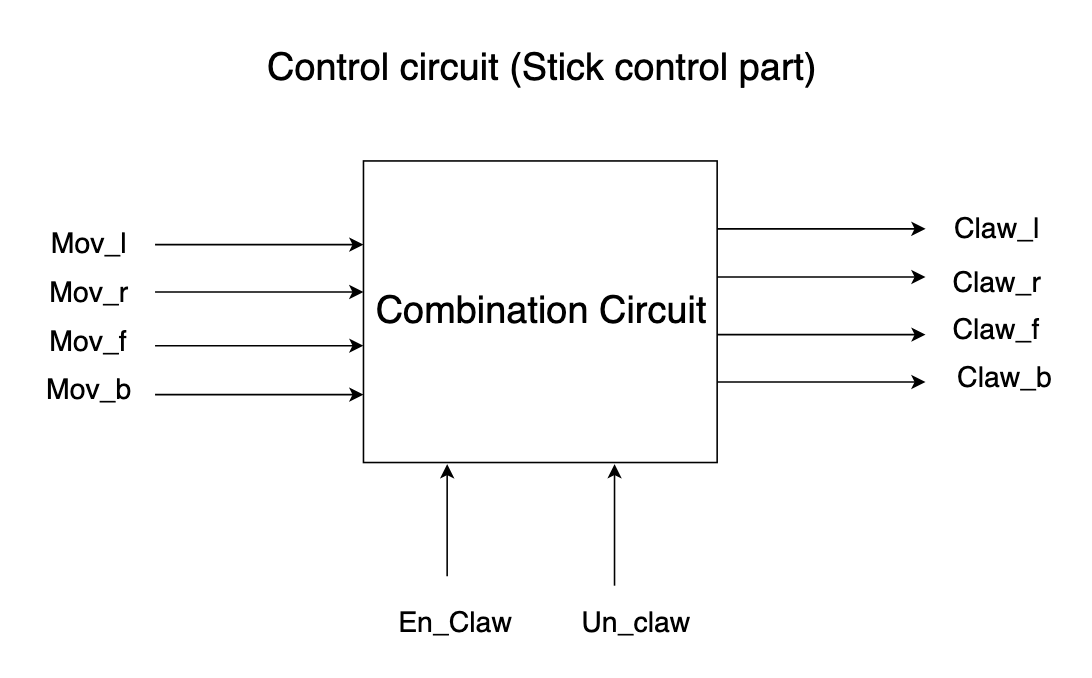 Control circuit (Stick control part)
Mov_l
Mov_r
Mov_f
Mov_b
Combination Circuit
Claw_l
Claw_r
Claw_f
Claw_b
En_Claw
Un_claw